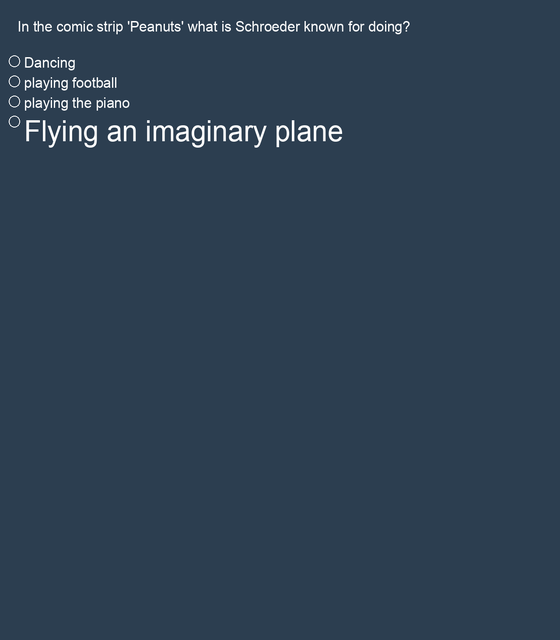 In the comic strip 'Peanuts' what is Schroeder known for doing?
Dancing
playing football
playing the piano
Flying an imaginary plane